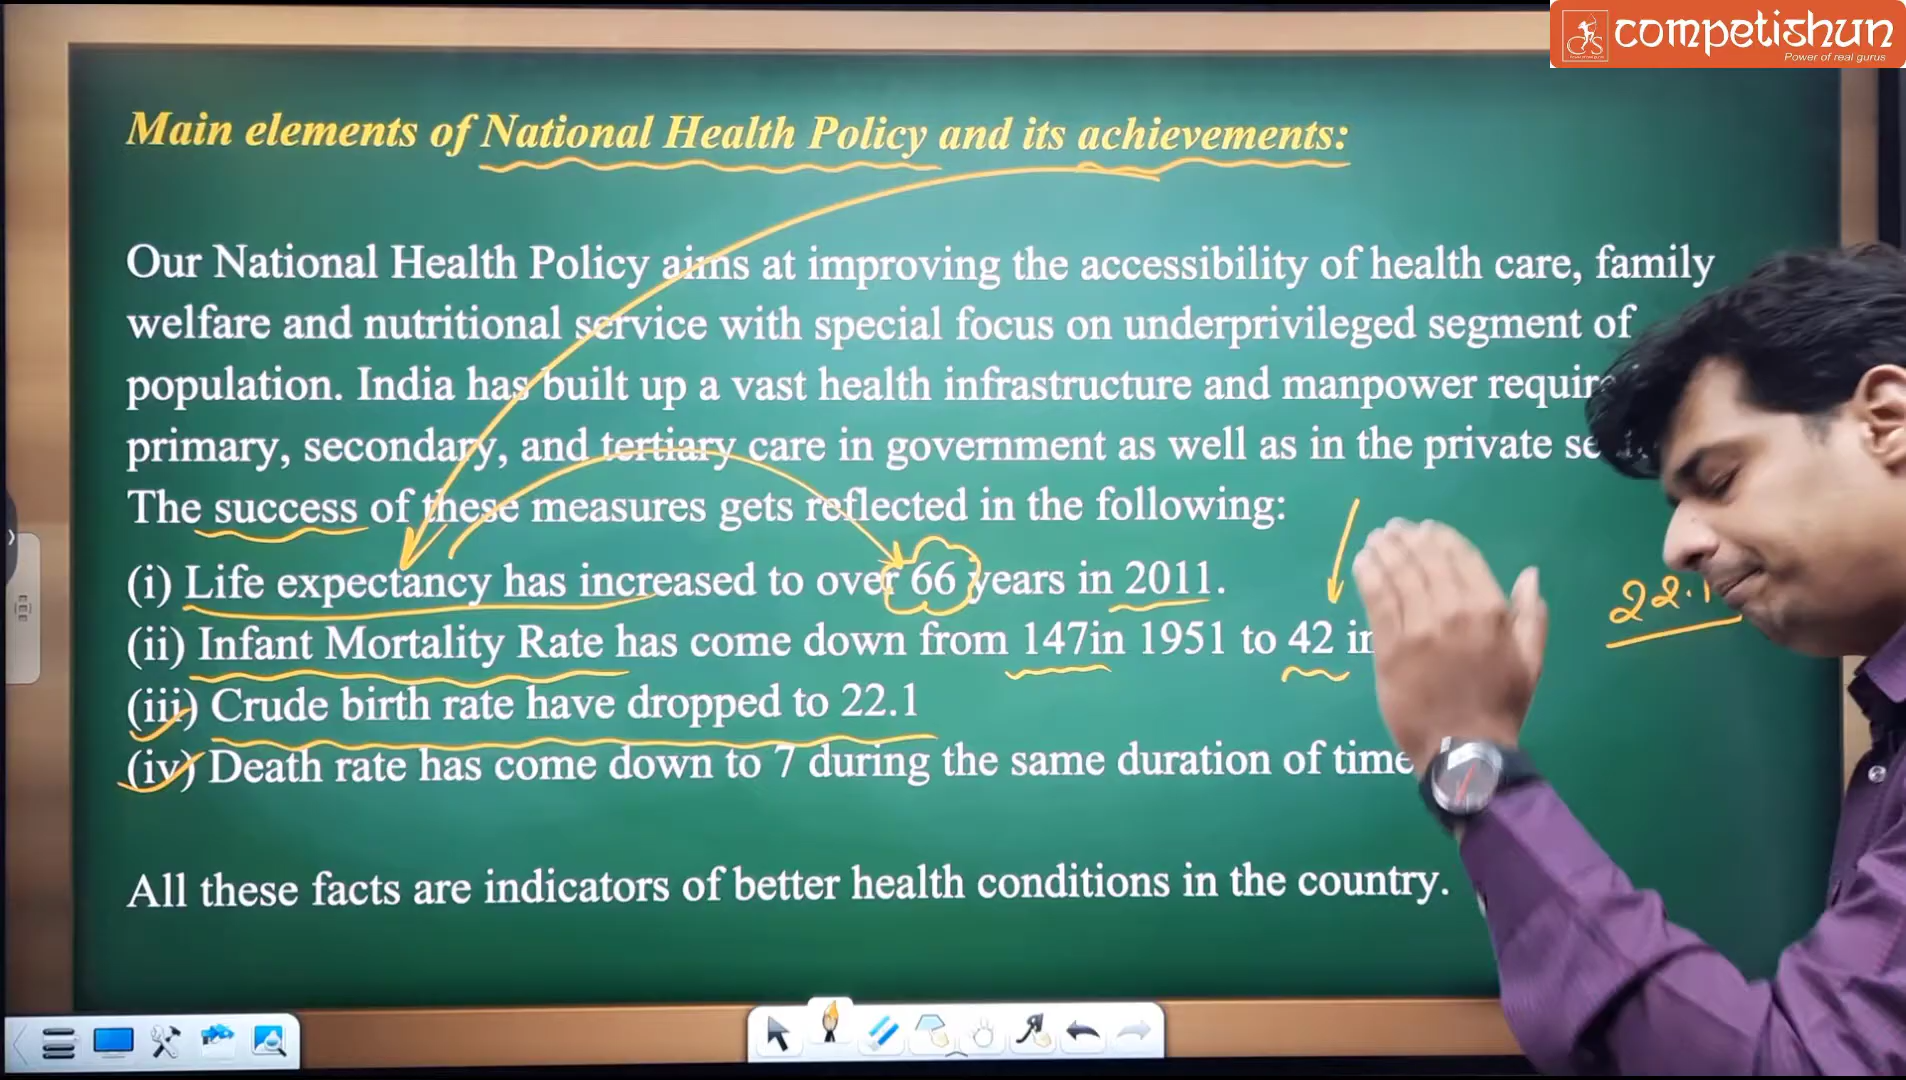 competishun
Power of real gurus
Main elements of National Health Policy and its achievements:
Our National Health Policy aims at improving the accessibility of health care, family
welfare and nutritional service with special focus on underprivileged segment of
population. India has built up a vast health infrastructure and manpower
primary, secondary, and tertiary care in government as well as in the private
The success of these measures gets reflected in the following:
(i) Life expectancy has increased to over 66 years in 2011.
(ii) Infant Mortality Rate has come down from 147in 1951 to 42
22.1
(iii) Crude birth rate have dropped to 22.1
(iv) Death rate has come down to 7 during the same duration of time
All these facts are indicators of better health conditions in the country.